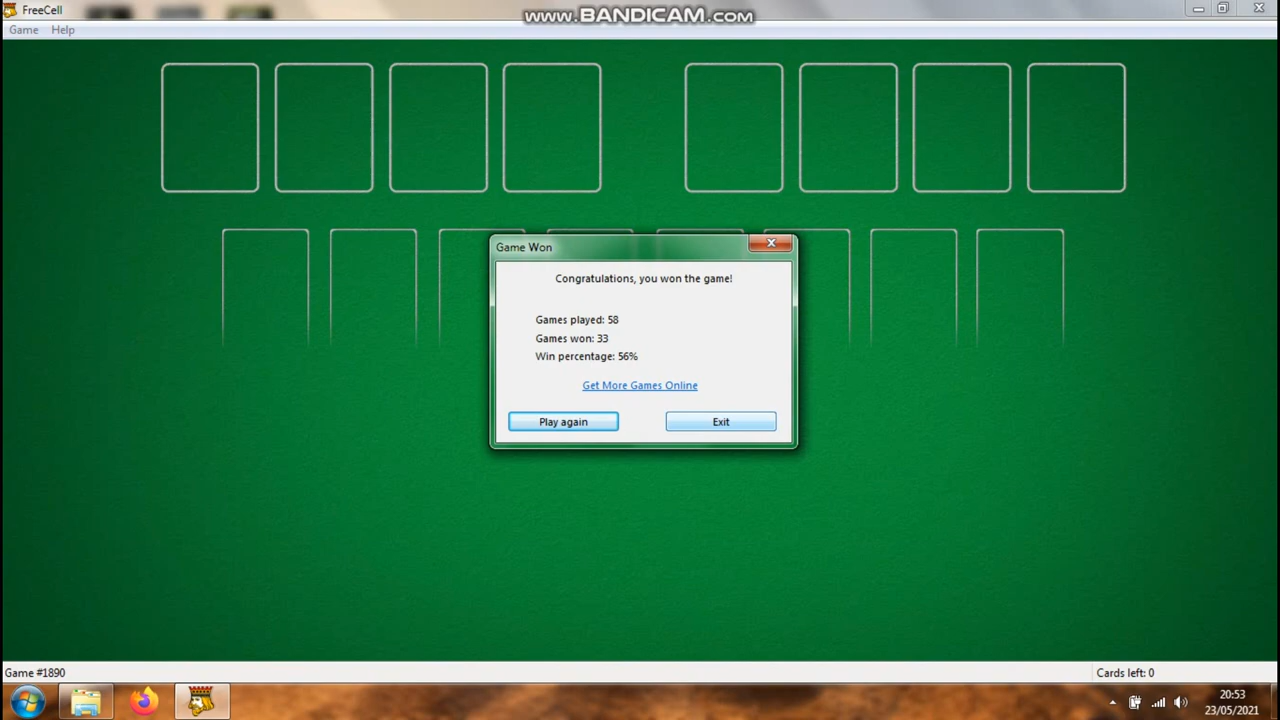 FreeCell
www.BANDICAM.com
Game Help
Game Won
Congratulations, you won the game!
Games played: 58
Games won: 33
Win percentage: 56%
Get More Games Online
Play again Exit
Game #1890 Cards left: 0
20:53
23/05/2021